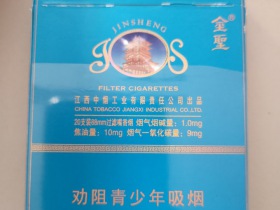 金聖
JINSHENG
FILTER CIGARETTES
江西中烟工业有限责任公司出品
CHINA TOBACCO JIANGXI INDUSTRIAL CO.,LTD.
20支装88mm过滤嘴香烟 烟气烟碱量：1.0mg
焦油量：10mg 烟气一氧化碳量：9mg
劝阻青少年吸烟